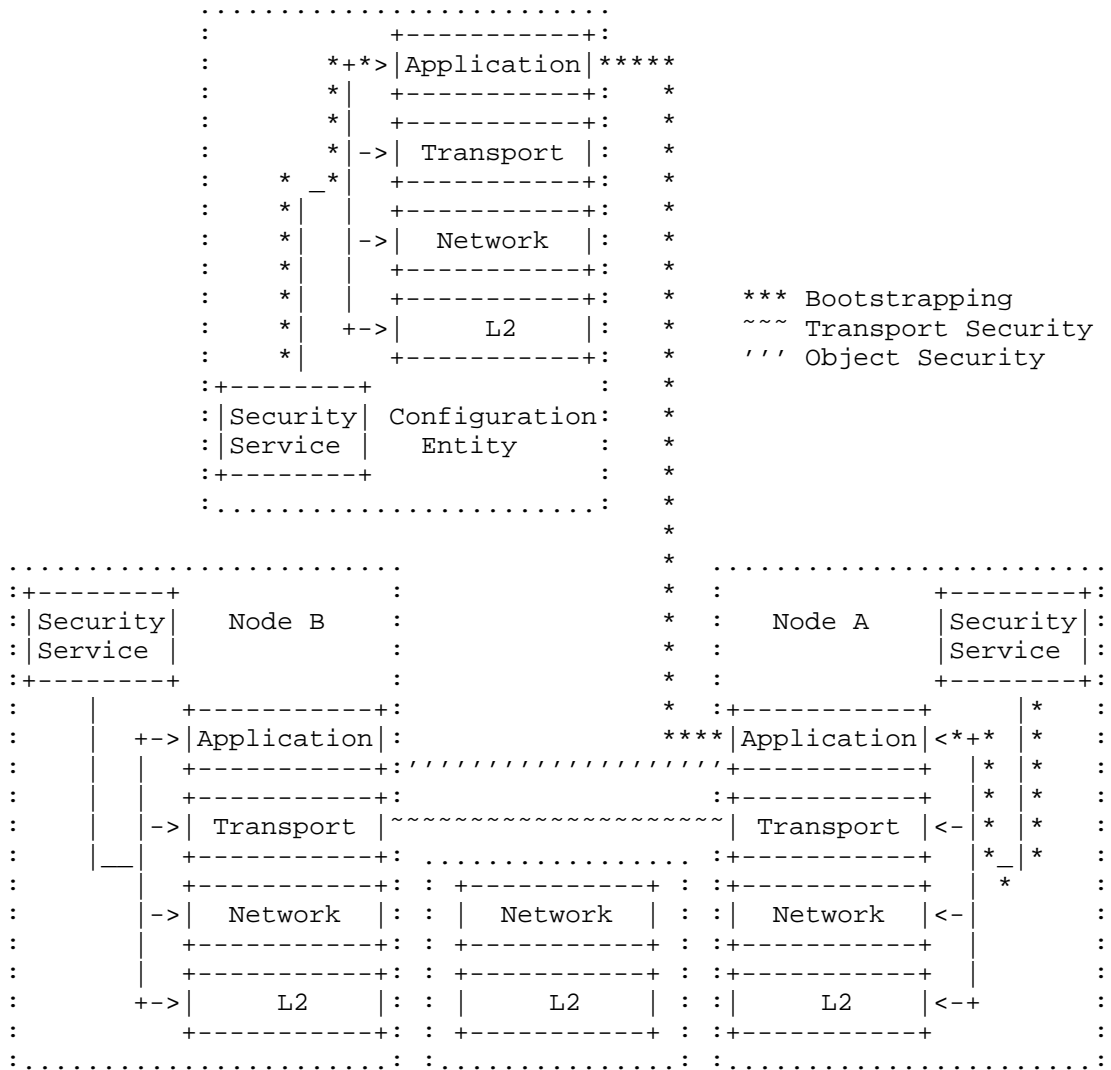 Application
Transport
Network
L2
*** Bootstrapping
~~~ Transport Security
''' Object Security
Security Configuration
Service Entity
Security Node B Node A Security
Service Service
Application Application
Transport Transport
Network Network Network
L2 L2 L2